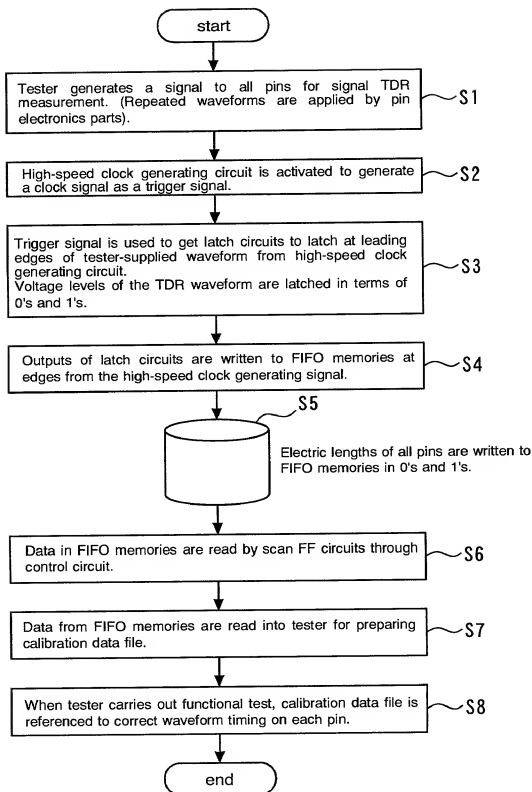 start
Tester generates a signal to all pins for signal TDR
measurement. (Repeated waveforms are applied by pin
electronics parts).
S1
High-speed clock generating circuit is activated to generate
a clock signal as a trigger signal.
S2
Trigger signal is used to get latch circuits to latch at leading
edges of tester-supplied waveform from high-speed clock
generating circuit.
Voltage levels of the TDR waveform are latched in terms of
0's and 1's.
S3
Outputs of latch circuits are written to FIFO memories at
edges from the high-speed clock generating signal.
S4
S5
Electric lengths of all pins are written to
FIFO memories in 0's and 1's.
Data in FIFO memories are read by scan FF circuits through
control circuit.
S6
Data from FIFO memories are read into tester for preparing
calibration data file.
S7
When tester carries out functional test, calibration data file is
referenced to correct waveform timing on each pin.
S8
end